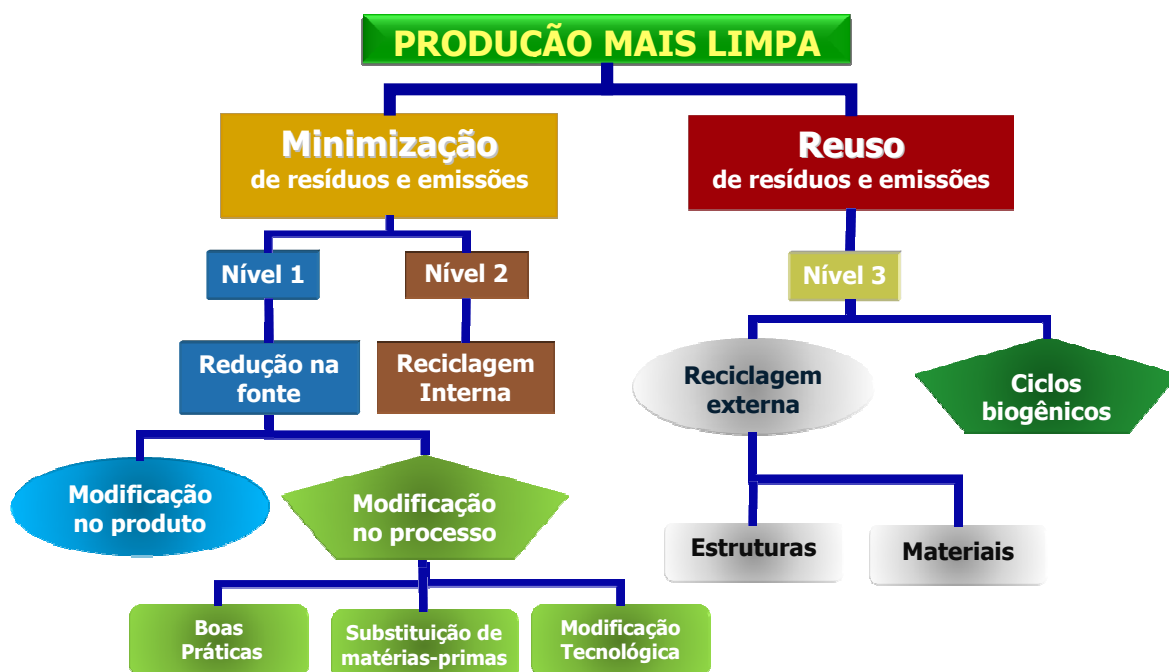 PRODUCÃO MAIS LIMPA
Minimização
de resíduos e emissões
Reuso
de resíduos e emissões
Nível 1
Nível 2
Nível 3
Redução na
fonte
Reciclagem
Interna
Reciclagem
externa
Ciclos
biogênicos
Modificação
no produto
Modificação
no processo
Estruturas
Materiais
Boas
Práticas
Substituição de
matérias-primas
Modificação
Tecnológica